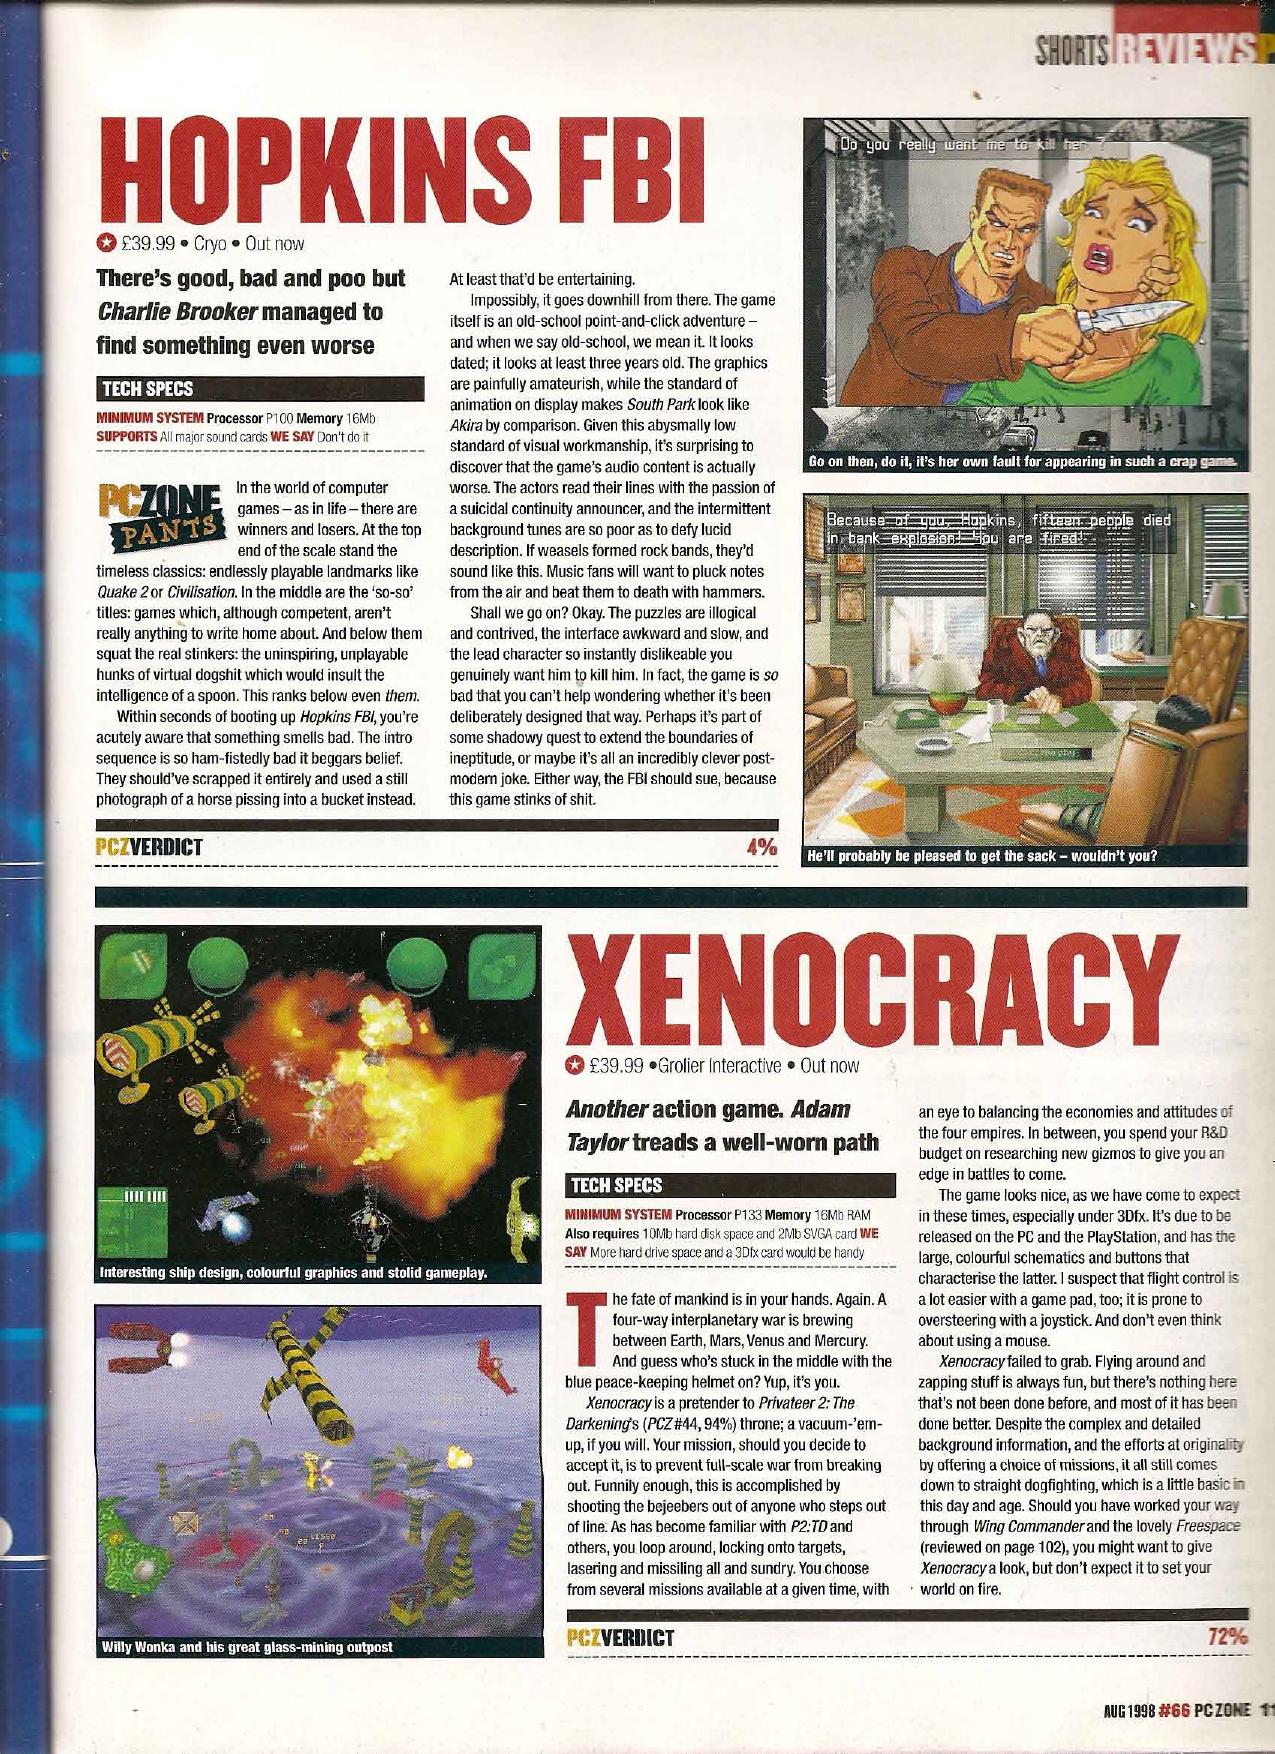 SHORTS REVIEWS
HOPKINS FBI
£39.99 • Cryo • Out now
There's good, bad and poo but
Charlie Brooker managed to
find something even worse
TECH SPECS
MINIMUM SYSTEM Processor P100 Memory 16Mb
SUPPORTS All major sound cards WE SAY Don't do it
PCZONE
PANTS
In the world of computer
games – as in life – there are
winners and losers. At the top
end of the scale stand the
timeless classics: endlessly playable landmarks like
Quake 2 or Civilisation. In the middle are the 'so-so'
titles: games which, although competent, aren't
really anything to write home about. And below them
squat the real stinkers: the uninspiring, unplayable
hunks of virtual dogshit which would insult the
intelligence of a spoon. This ranks below even them.
Within seconds of booting up Hopkins FBI, you're
acutely aware that something smells bad. The intro
sequence is so ham-fistedly bad it beggars belief.
They should've scrapped it entirely and used a still
photograph of a horse pissing into a bucket instead.
At least that'd be entertaining.
Impossibly, it goes downhill from there. The game
itself is an old-school point-and-click adventure –
and when we say old-school, we mean it. It looks
dated; it looks at least three years old. The graphics
are painfully amateurish, while the standard of
animation on display makes South Park look like
Akira by comparison. Given this abysmally low
standard of visual workmanship, it's surprising to
discover that the game's audio content is actually
worse. The actors read their lines with the passion of
a suicidal continuity announcer, and the intermittent
background tunes are so poor as to defy lucid
description. If weasels formed rock bands, they'd
sound like this. Music fans will want to pluck notes
from the air and beat them to death with hammers.
Shall we go on? Okay. The puzzles are illogical
and contrived, the interface awkward and slow, and
the lead character so instantly dislikeable you
genuinely want him to kill him. In fact, the game is so
bad that you can't help wondering whether it's been
deliberately designed that way. Perhaps it's part of
some shadowy quest to extend the boundaries of
ineptitude, or maybe it's all an incredibly clever post-
modern joke. Either way, the FBI should sue, because
this game stinks of shit.
PCZVERDICT 4%
Do you really want me to kill her ?
Go on then, do it, it's her own fault for appearing in such a crap game.
Because of you, Hopkins, fifteen people died
in bank explosion! You are fired!
He'll probably be pleased to get the sack – wouldn't you?
Interesting ship design, colourful graphics and stolid gameplay.
Willy Wonka and his great glass-mining outpost
XENOCRACY
£39.99 •Grolier Interactive • Out now
Another action game. Adam
Taylor treads a well-worn path
TECH SPECS
MINIMUM SYSTEM Processor P133 Memory 16Mb RAM
Also requires 10Mb hard disk space and 2Mb SVGA card WE
SAY More hard drive space and a 3Dfx card would be handy
The fate of mankind is in your hands. Again. A
four-way interplanetary war is brewing
between Earth, Mars, Venus and Mercury.
And guess who's stuck in the middle with the
blue peace-keeping helmet on? Yup, it's you.
Xenocracy is a pretender to Privateer 2: The
Darkening's (PCZ #44, 94%) throne; a vacuum-'em-
up, if you will. Your mission, should you decide to
accept it, is to prevent full-scale war from breaking
out. Funnily enough, this is accomplished by
shooting the bejeebers out of anyone who steps out
of line. As has become familiar with P2:TD and
others, you loop around, locking onto targets,
lasering and missiling all and sundry. You choose
from several missions available at a given time, with
an eye to balancing the economies and attitudes of
the four empires. In between, you spend your R&D
budget on researching new gizmos to give you an
edge in battles to come.
The game looks nice, as we have come to expect
in these times, especially under 3Dfx. It's due to be
released on the PC and the PlayStation, and has the
large, colourful schematics and buttons that
characterise the latter. I suspect that flight control is
a lot easier with a game pad, too; it is prone to
oversteering with a joystick. And don't even think
about using a mouse.
Xenocracy failed to grab. Flying around and
zapping stuff is always fun, but there's nothing here
that's not been done before, and most of it has been
done better. Despite the complex and detailed
background information, and the efforts at originality
by offering a choice of missions, it all still comes
down to straight dogfighting, which is a little basic in
this day and age. Should you have worked your way
through Wing Commander and the lovely Freespace
(reviewed on page 102), you might want to give
Xenocracy a look, but don't expect it to set your
world on fire.
PCZVERDICT 72%
AUG 1998 #66 PC ZONE